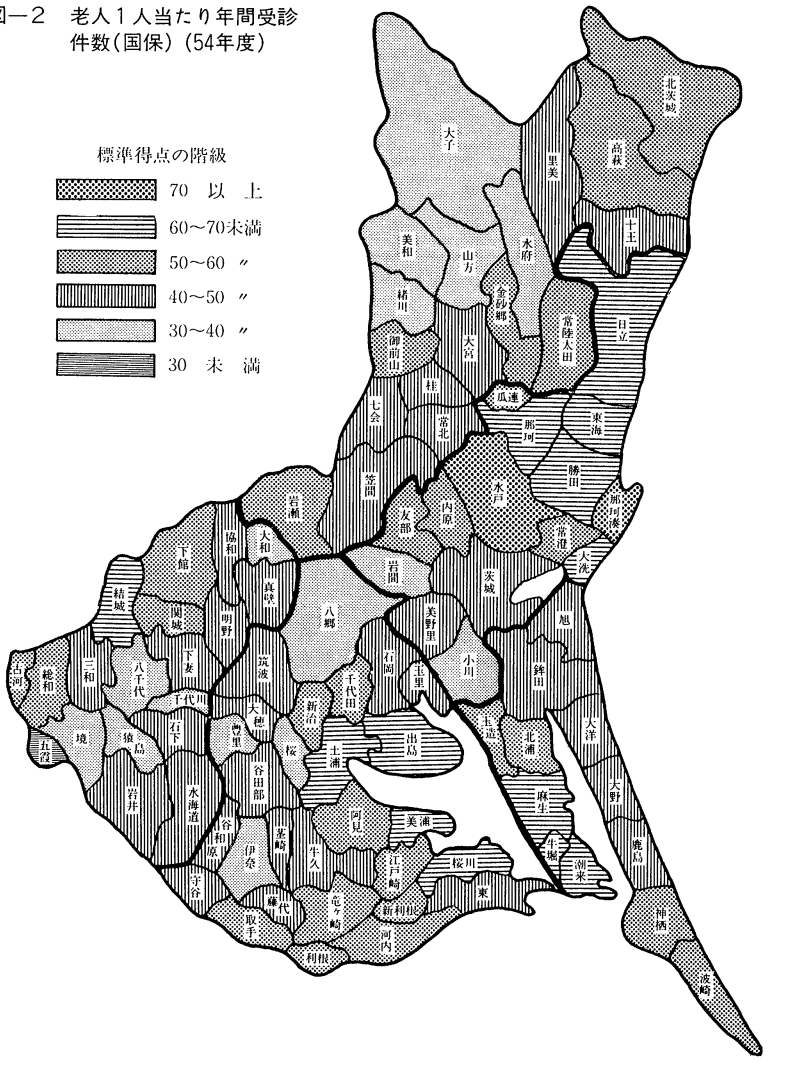 図－2 老人1人当たり年間受診
件数(国保) (54年度)
標準得点の階級
70 以 上
60～70未満
50～60 〃
40～50 〃
30～40 〃
30 未 満
北茨城
大子
高萩
里美
十王
美和
山方
水府
緒川
金砂郷
日立
常陸太田
御前山
大宮
桂
瓜連
七会
常北
那珂
東海
勝田
笠間
水戸
那珂湊
岩瀬
友部
内原
常澄
大洗
協和
大和
下館
岩間
茨城
結城
真壁
関城
明野
八郷
美野里
旭
古河
総和
三和
八千代
下妻
筑波
石岡
小川
鉾田
千代田
玉里
千代川
大穂
新治
玉造
北浦
大洋
五霞
境
猿島
石下
豊里
桜
土浦
出島
岩井
水海道
谷田部
麻生
大野
阿見
美浦
谷和原
伊奈
茎崎
牛久
牛堀
潮来
鹿島
江戸崎
桜川
東
守谷
藤代
取手
竜ヶ崎
新利根
河内
利根
神栖
波崎